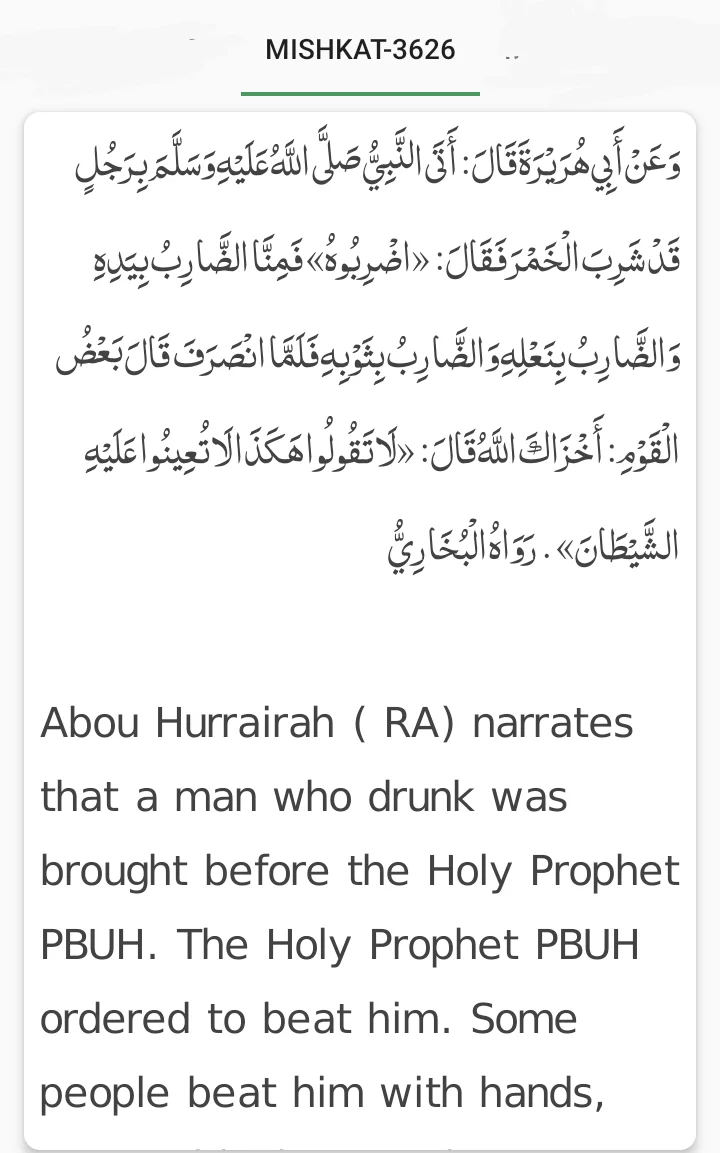 MISHKAT-3626
وَعَنْ أَبِي هُرَيْرَةَ قَالَ: أَتَى النَّبِيُّ صَلَّى اللَّهُ عَلَيْهِ وَسَلَّمَ بِرَجُلٍ
قَدْ شَرِبَ الْخَمْرَ فَقَالَ: «اضْرِبُوهُ» فَمِنَّا الضَّارِبُ بِيَدِهِ
وَالضَّارِبُ بِنَعْلِهِ وَالضَّارِبُ بِثَوْبِهِ فَلَمَّا انْصَرَفَ قَالَ بَعْضُ
الْقَوْمِ: أَخْزَاكَ اللَّهُ قَالَ: «لَا تَقُولُوا هَكَذَا لَا تُعِينُوا عَلَيْهِ
الشَّيْطَانَ» . رَوَاهُ الْبُخَارِيُّ
Abou Hurrairah ( RA) narrates
that a man who drunk was
brought before the Holy Prophet
PBUH. The Holy Prophet PBUH
ordered to beat him. Some
people beat him with hands,